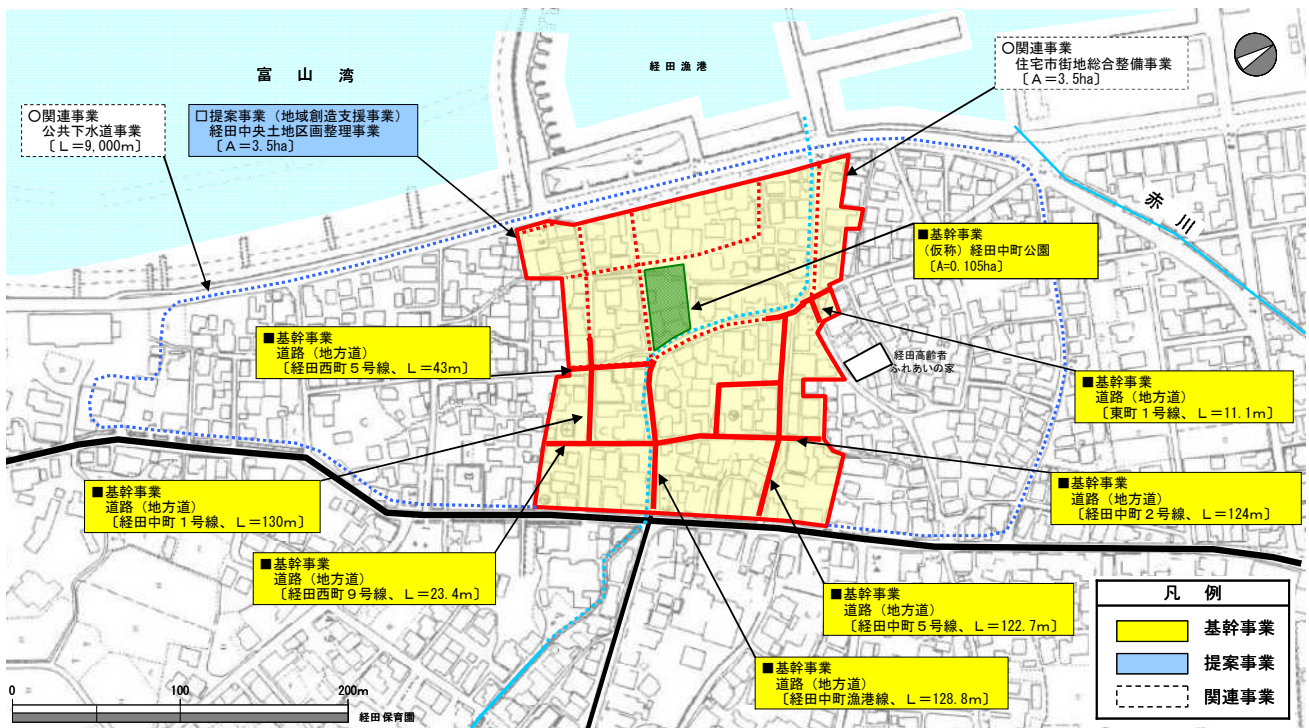 富山湾
経田漁港
○関連事業
公共下水道事業
〔L=9,000m〕
□提案事業(地域創造支援事業)
経田中央土地区画整理事業
〔A=3.5ha〕
○関連事業
住宅市街地総合整備事業
〔A=3.5ha〕
赤川
■基幹事業
(仮称)経田中町公園
〔A=0.105ha〕
■基幹事業
道路(地方道)
〔経田西町5号線、L=43m〕
経田高齢者
ふれあいの家
■基幹事業
道路(地方道)
〔東町1号線、L=11.1m〕
■基幹事業
道路(地方道)
〔経田中町1号線、L=130m〕
■基幹事業
道路(地方道)
〔経田中町2号線、L=124m〕
■基幹事業
道路(地方道)
〔経田西町9号線、L=23.4m〕
■基幹事業
道路(地方道)
〔経田中町5号線、L=122.7m〕
■基幹事業
道路(地方道)
〔経田中町漁港線、L=128.8m〕
凡例
基幹事業
提案事業
関連事業
0 100 200m
経田保育園